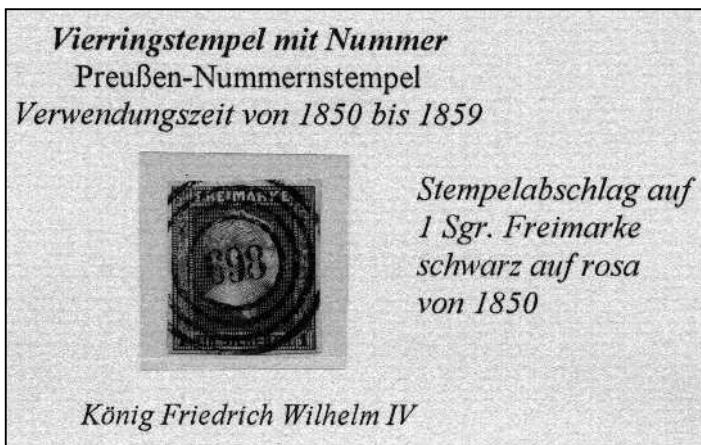 Vierringstempel mit Nummer
Preußen-Nummernstempel
Verwendungszeit von 1850 bis 1859
FREIMARKE
698
Stempelabschlag auf
1 Sgr. Freimarke
schwarz auf rosa
von 1850
König Friedrich Wilhelm IV